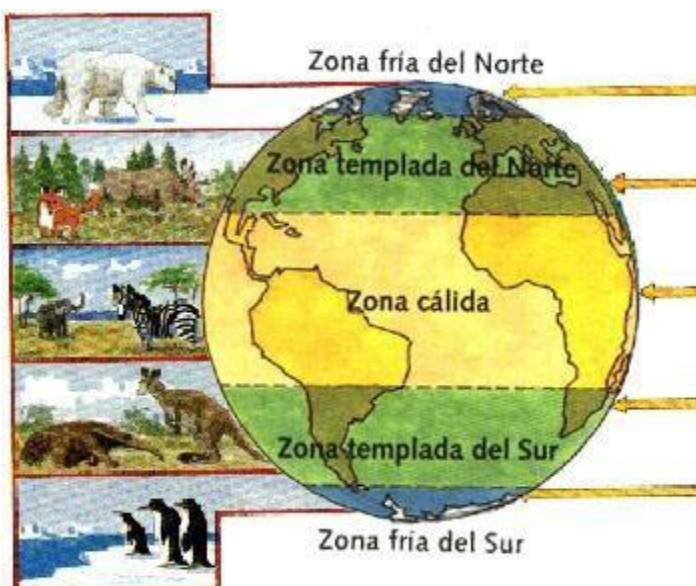 Zona fría del Norte
Zona templada del Norte
Zona cálida
Zona templada del Sur
Zona fría del Sur